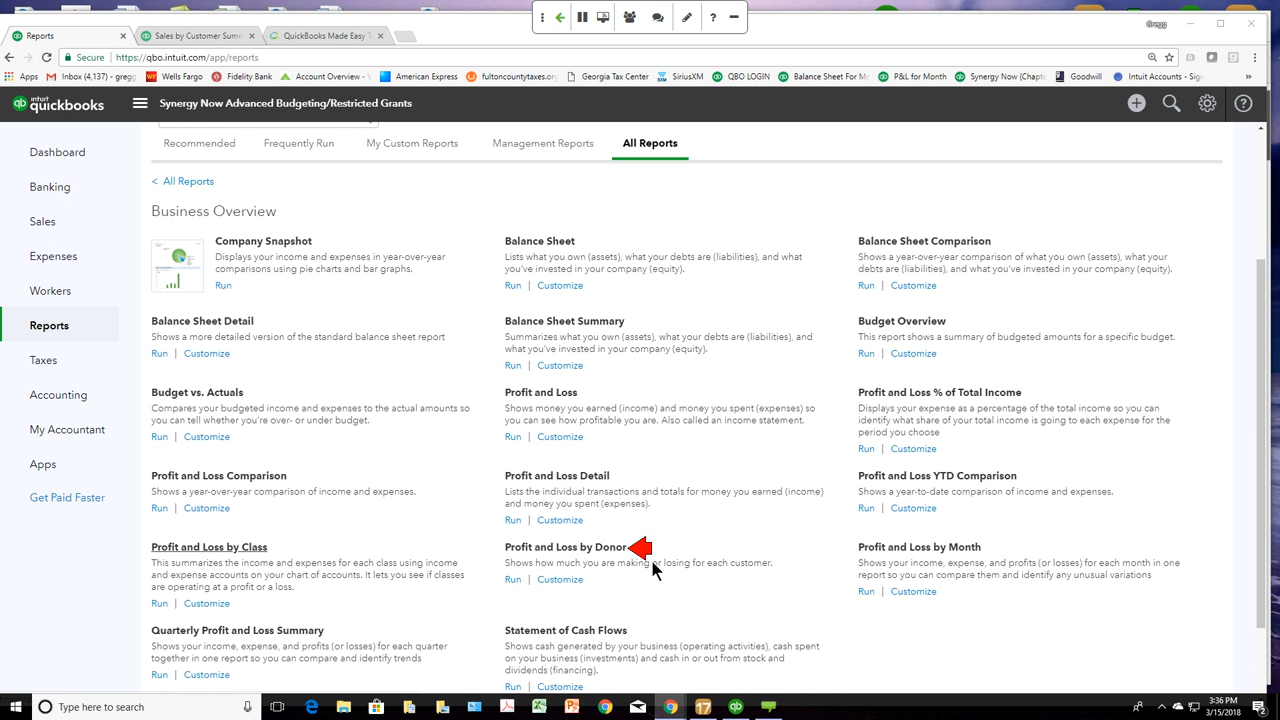 Gregg
Reports
Sales by Customer Summ
QuickBooks Made Easy T
Secure
https://qbo.intuit.com/app/reports
Apps
Inbox (4,137) - gregg
Wells Fargo
Fidelity Bank
Account Overview -
American Express
fultoncountytaxes.org
Georgia Tax Center
SiriusXM
QBO LOGIN
Balance Sheet For M
P&L for Month
Synergy Now (Chapt
Goodwill
Intuit Accounts - Sig
intuit
quickbooks
Synergy Now Advanced Budgeting/Restricted Grants
Dashboard
Banking
Sales
Expenses
Workers
Reports
Taxes
Accounting
My Accountant
Apps
Get Paid Faster
Recommended
Frequently Run
My Custom Reports
Management Reports
All Reports
< All Reports
Business Overview
Company Snapshot
Displays your income and expenses in year-over-year
comparisons using pie charts and bar graphs.
Run
Balance Sheet
Lists what you own (assets), what your debts are (liabilities), and what
you've invested in your company (equity).
Run | Customize
Balance Sheet Comparison
Shows a year-over-year comparison of what you own (assets), what your
debts are (liabilities), and what you've invested in your company (equity).
Run | Customize
Balance Sheet Detail
Shows a more detailed version of the standard balance sheet report
Run | Customize
Balance Sheet Summary
Summarizes what you own (assets), what your debts are (liabilities), and
what you've invested in your company (equity).
Run | Customize
Budget Overview
This report shows a summary of budgeted amounts for a specific budget.
Run | Customize
Budget vs. Actuals
Compares your budgeted income and expenses to the actual amounts so
you can tell whether you're over- or under budget.
Run | Customize
Profit and Loss
Shows money you earned (income) and money you spent (expenses) so
you can see how profitable you are. Also called an income statement.
Run | Customize
Profit and Loss % of Total Income
Displays your expense as a percentage of the total income so you can
identify what share of your total income is going to each expense for the
period you choose
Run | Customize
Profit and Loss Comparison
Shows a year-over-year comparison of income and expenses.
Run | Customize
Profit and Loss Detail
Lists the individual transactions and totals for money you earned (income)
and money you spent (expenses).
Run | Customize
Profit and Loss YTD Comparison
Shows a year-to-date comparison of income and expenses.
Run | Customize
Profit and Loss by Class
This summarizes the income and expenses for each class using income
and expense accounts on your chart of accounts. It lets you see if classes
are operating at a profit or a loss.
Run | Customize
Profit and Loss by Donor
Shows how much you are making or losing for each customer.
Run | Customize
Profit and Loss by Month
Shows your income, expense, and profits (or losses) for each month in one
report so you can compare them and identify any unusual variations
Run | Customize
Quarterly Profit and Loss Summary
Shows your income, expense, and profits (or losses) for each quarter
together in one report so you can compare and identify trends
Run | Customize
Statement of Cash Flows
Shows cash generated by your business (operating activities), cash spent
on your business (investments) and cash in or out from stock and
dividends (financing).
Run | Customize
Type here to search
17
3:36 PM
3/15/2018
2